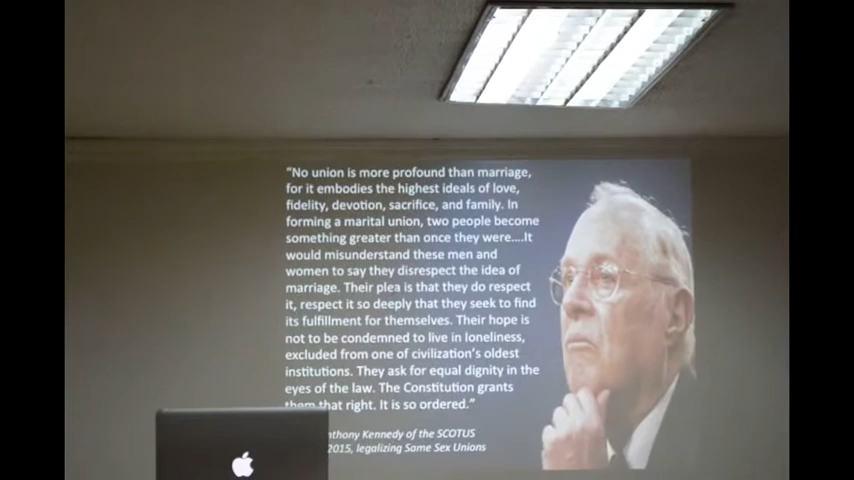 “No union is more profound than marriage,
for it embodies the highest ideals of love,
fidelity, devotion, sacrifice, and family. In
forming a marital union, two people become
something greater than once they were....It
would misunderstand these men and
women to say they disrespect the idea of
marriage. Their plea is that they do respect
it, respect it so deeply that they seek to find
its fulfillment for themselves. Their hope is
not to be condemned to live in loneliness,
excluded from one of civilization’s oldest
institutions. They ask for equal dignity in the
eyes of the law. The Constitution grants
them that right. It is so ordered.”
nthony Kennedy of the SCOTUS
2015, legalizing Same Sex Unions